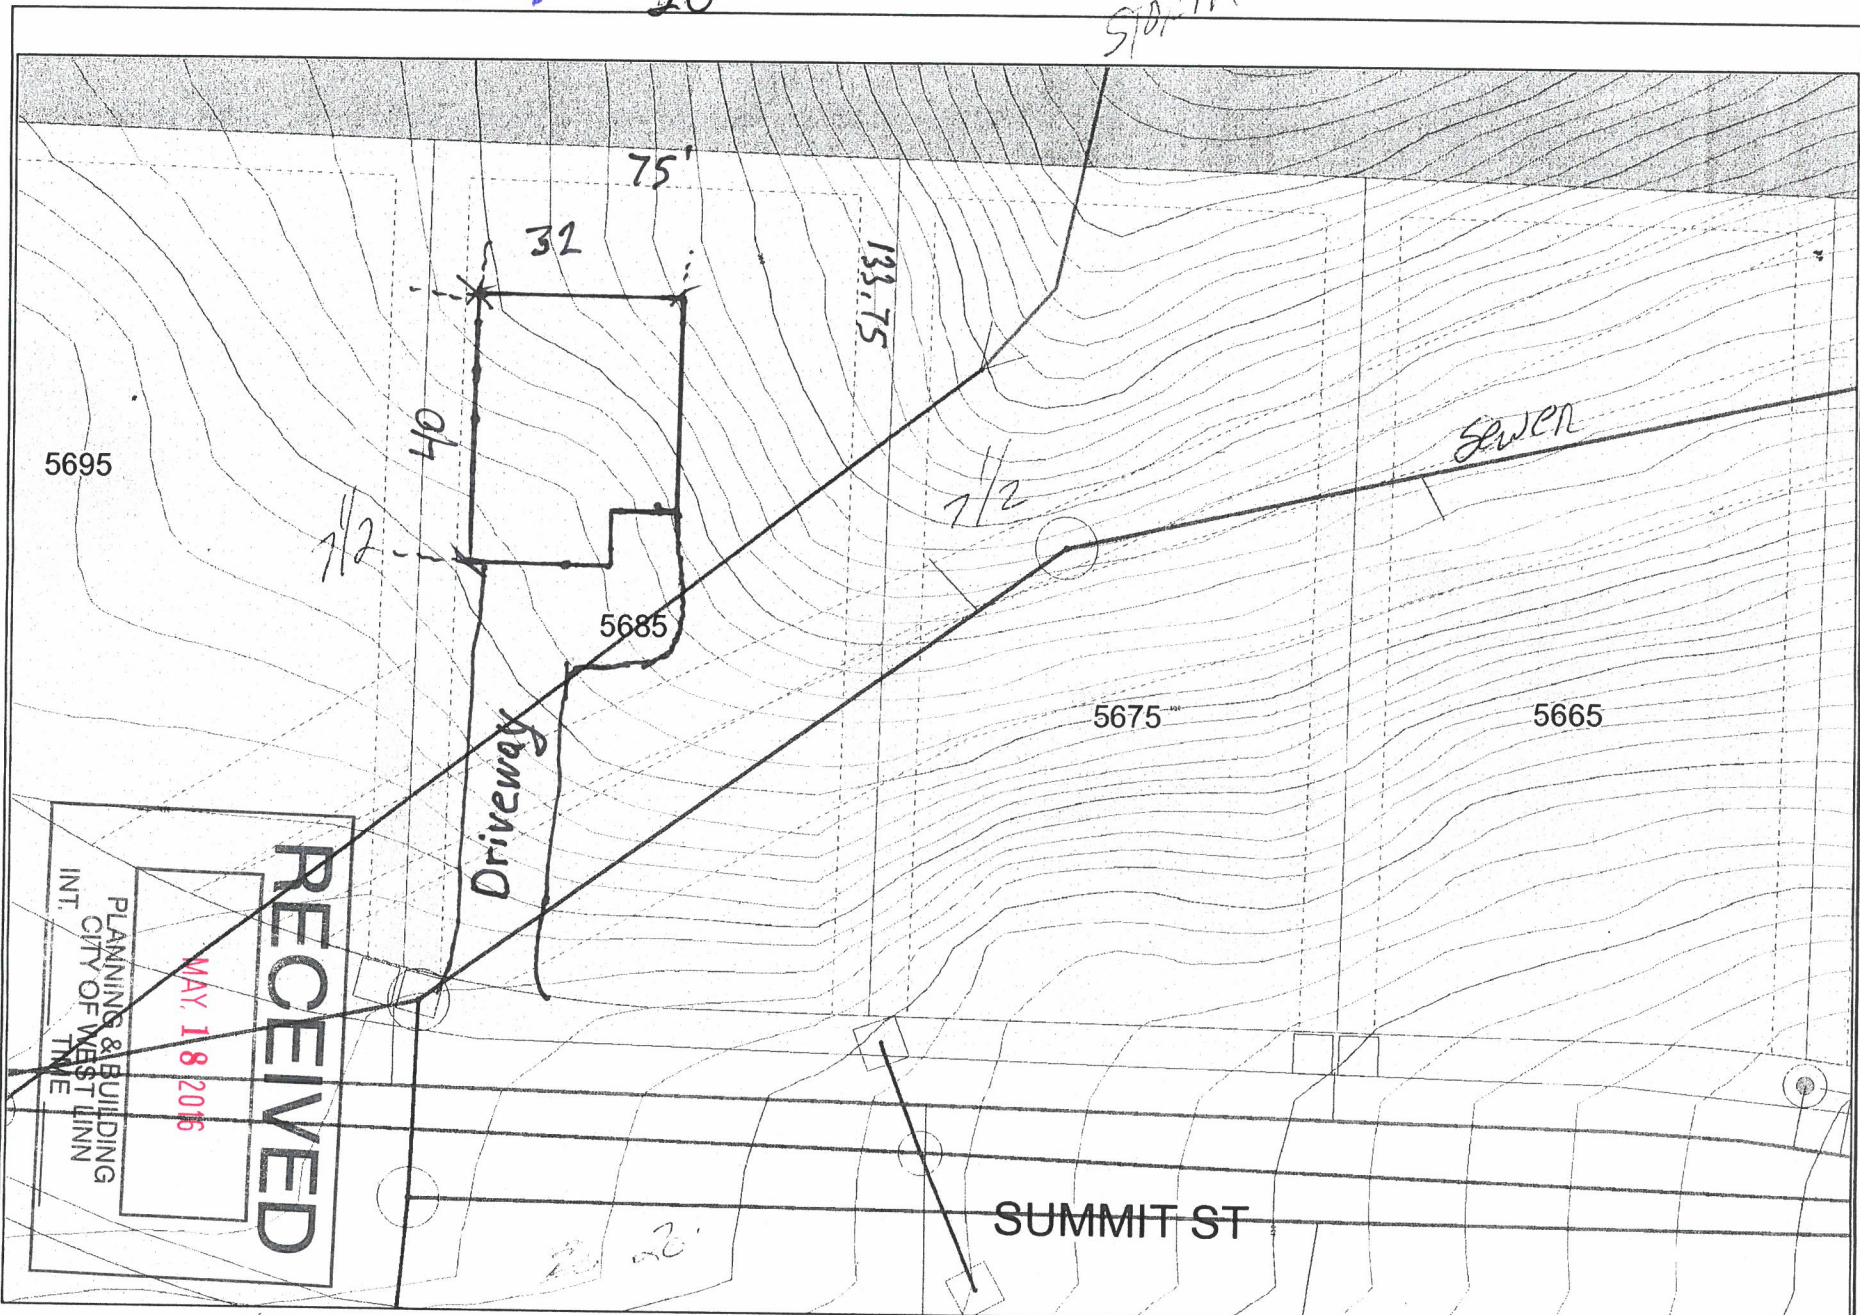 20
75'
32
133.75
40
5695
7 1/2
7 1/2
Sewer
5685
5675
5665
Driveway
RECEIVED
MAY 18 2016
PLANNING & BUILDING
CITY OF WEST LINN
INT. TIME
SUMMIT ST